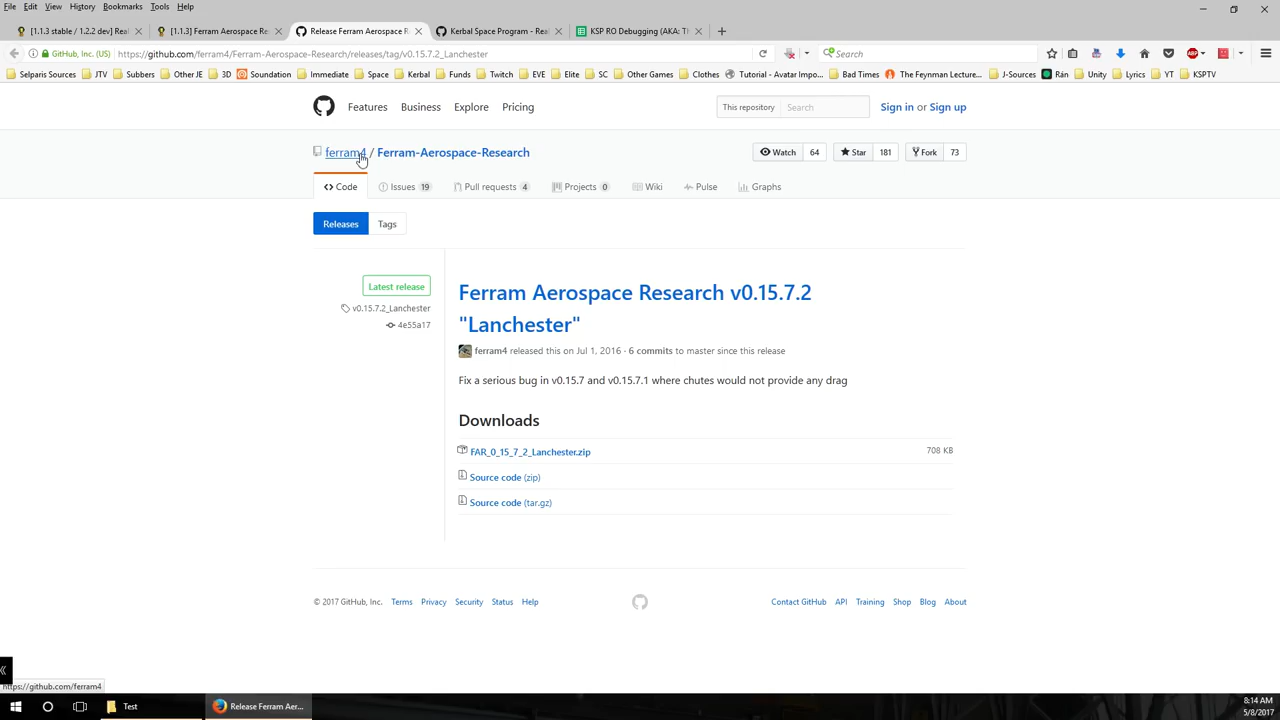 File Edit View History Bookmarks Tools Help
[1.1.3 stable / 1.2.2 dev] Real
[1.1.3] Ferram Aerospace Re
Release Ferram Aerospace R
Kerbal Space Program - Rea
KSP RO Debugging (AKA: Th
GitHub, Inc. (US)
https://github.com/ferram4/Ferram-Aerospace-Research/releases/tag/v0.15.7.2_Lanchester
Search
Selparis Sources JTV Subbers Other JE 3D Soundation Immediate Space Kerbal Funds Twitch EVE Elite SC Other Games Clothes Tutorial - Avatar Impo... Bad Times The Feynman Lecture... J-Sources Rán Unity Lyrics YT KSPTV
Features Business Explore Pricing
This repository Search
Sign in or Sign up
ferram4 / Ferram-Aerospace-Research
Watch 64 Star 181 Fork 73
Code Issues 19 Pull requests 4 Projects 0 Wiki Pulse Graphs
Releases Tags
Latest release
v0.15.7.2_Lanchester
4e55a17
Ferram Aerospace Research v0.15.7.2
"Lanchester"
ferram4 released this on Jul 1, 2016 · 6 commits to master since this release
Fix a serious bug in v0.15.7 and v0.15.7.1 where chutes would not provide any drag
Downloads
FAR_0_15_7_2_Lanchester.zip 708 KB
Source code (zip)
Source code (tar.gz)
© 2017 GitHub, Inc. Terms Privacy Security Status Help
Contact GitHub API Training Shop Blog About
https://github.com/ferram4
Test
Release Ferram Aer...
8:14 AM
5/8/2017